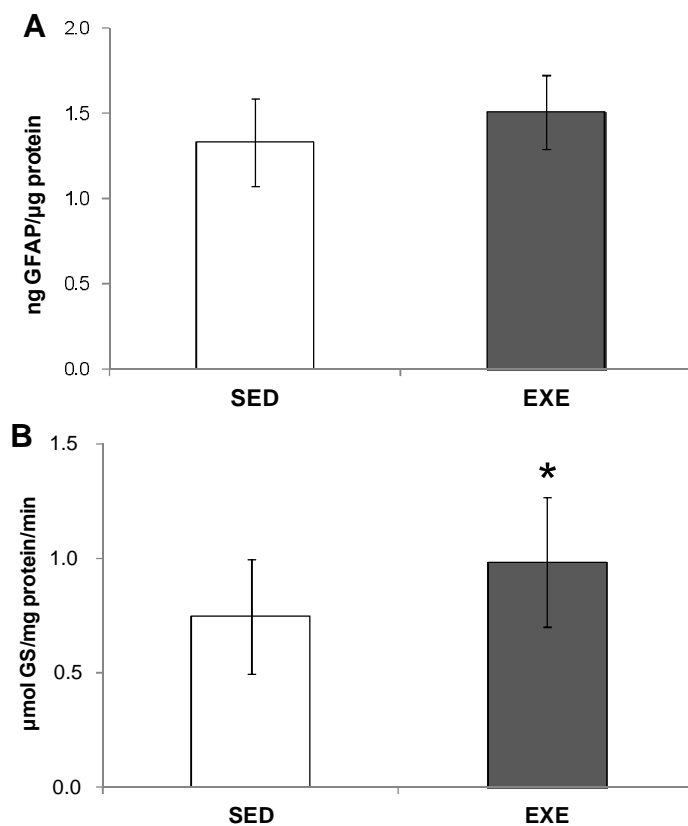 A
2.0
1.5
1.0
0.5
0.0
ng GFAP/µg protein
SED EXE
B
1.5
1.0
0.5
0.0
µmol GS/mg protein/min
*
SED EXE